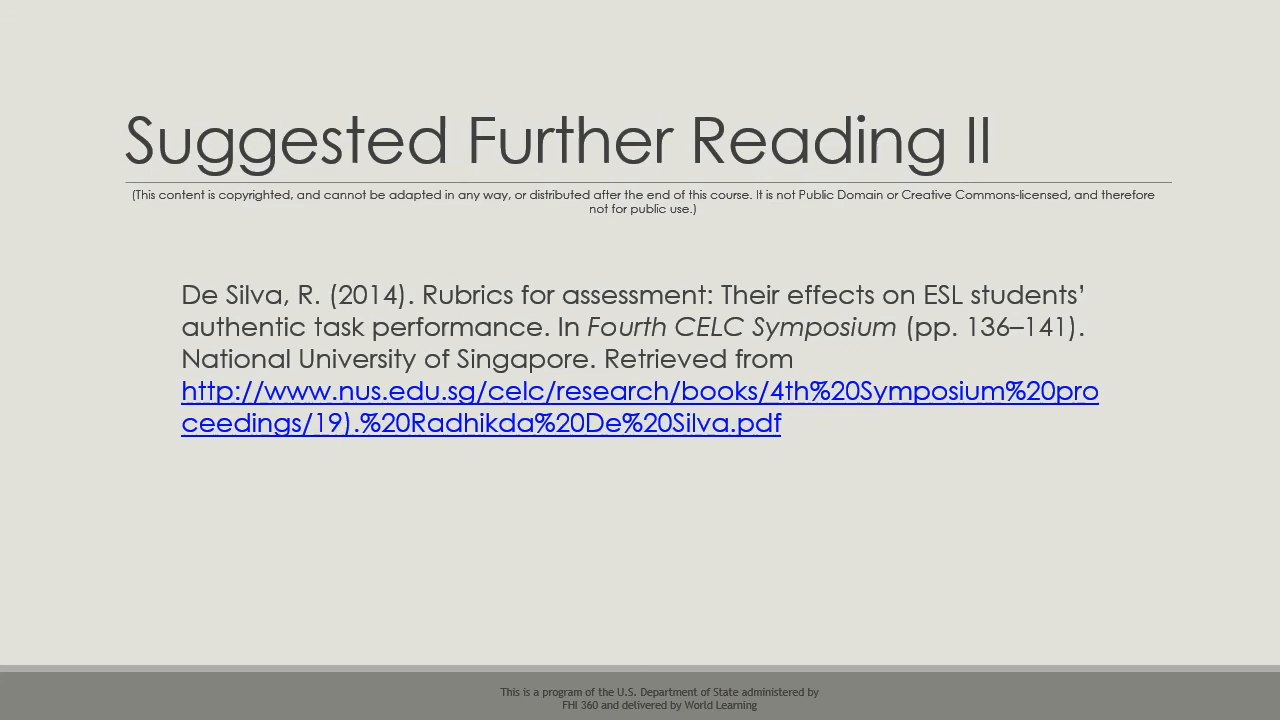 Suggested Further Reading II
(This content is copyrighted, and cannot be adapted in any way, or distributed after the end of this course. It is not Public Domain or Creative Commons-licensed, and therefore
not for public use.)
De Silva, R. (2014). Rubrics for assessment: Their effects on ESL students’
authentic task performance. In Fourth CELC Symposium (pp. 136–141).
National University of Singapore. Retrieved from
http://www.nus.edu.sg/celc/research/books/4th%20Symposium%20pro
ceedings/19).%20Radhikda%20De%20Silva.pdf
This is a program of the U.S. Department of State administered by
FHI 360 and delivered by World Learning